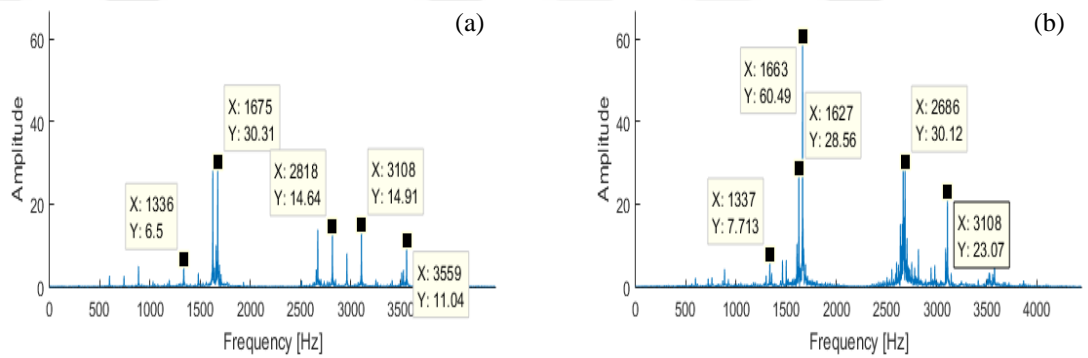 (a)
60
40
20
0
Amplitude
X: 1336
Y: 6.5
X: 1675
Y: 30.31
X: 2818
Y: 14.64
X: 3108
Y: 14.91
X: 3559
Y: 11.04
0 500 1000 1500 2000 2500 3000 3500
Frequency [Hz]
(b)
60
40
20
0
Amplitude
X: 1663
Y: 60.49
X: 1627
Y: 28.56
X: 1337
Y: 7.713
X: 2686
Y: 30.12
X: 3108
Y: 23.07
0 500 1000 1500 2000 2500 3000 3500 4000
Frequency [Hz]